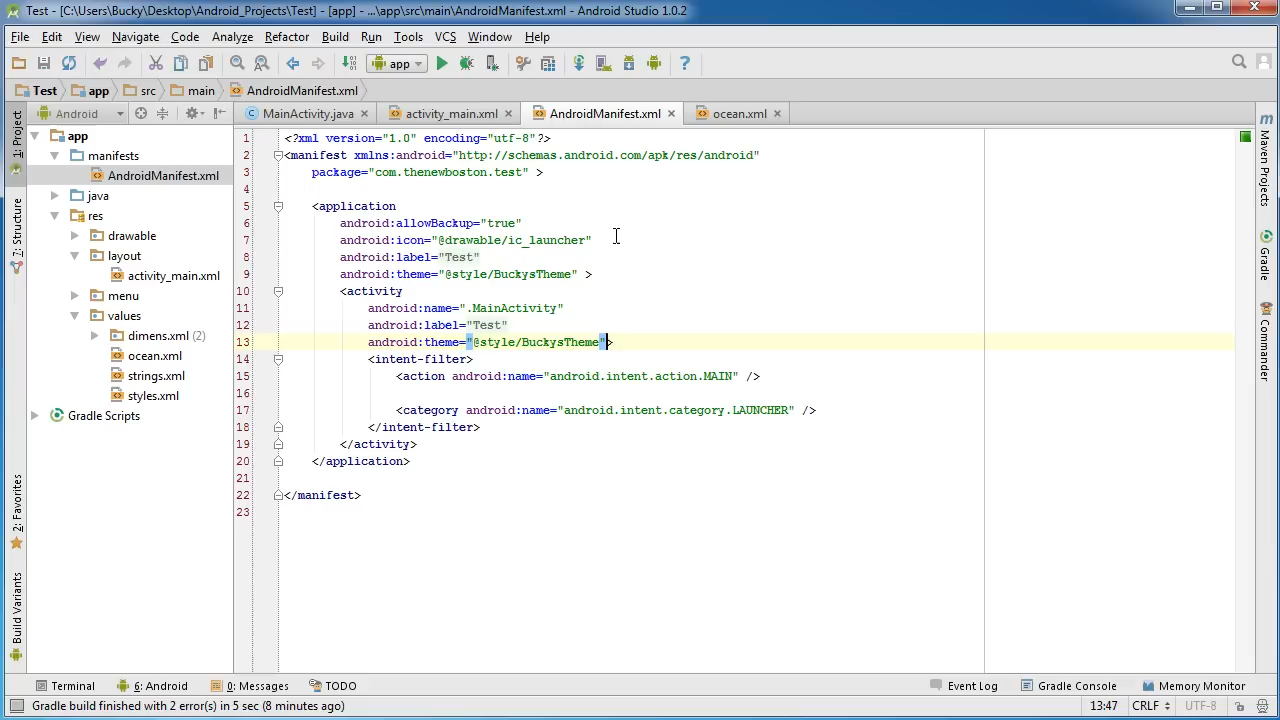 Test - [C:\Users\Bucky\Desktop\Android_Projects\Test] - [app] - ...\app\src\main\AndroidManifest.xml - Android Studio 1.0.2
File Edit View Navigate Code Analyze Refactor Build Run Tools VCS Window Help
app
Test app src main AndroidManifest.xml
Android MainActivity.java activity_main.xml AndroidManifest.xml ocean.xml
1: Project
7: Structure
2: Favorites
Build Variants
app
manifests
AndroidManifest.xml
java
res
drawable
layout
activity_main.xml
menu
values
dimens.xml (2)
ocean.xml
strings.xml
styles.xml
Gradle Scripts
1 <?xml version="1.0" encoding="utf-8"?>
2 <manifest xmlns:android="http://schemas.android.com/apk/res/android"
3 package="com.thenewboston.test" >
4
5 <application
6 android:allowBackup="true"
7 android:icon="@drawable/ic_launcher"
8 android:label="Test"
9 android:theme="@style/BuckysTheme" >
10 <activity
11 android:name=".MainActivity"
12 android:label="Test"
13 android:theme="@style/BuckysTheme">
14 <intent-filter>
15 <action android:name="android.intent.action.MAIN" />
16
17 <category android:name="android.intent.category.LAUNCHER" />
18 </intent-filter>
19 </activity>
20 </application>
21
22 </manifest>
23
Maven Projects
Gradle
Commander
Terminal 6: Android 0: Messages TODO Event Log Gradle Console Memory Monitor
Gradle build finished with 2 error(s) in 5 sec (8 minutes ago) 13:47 CRLF UTF-8